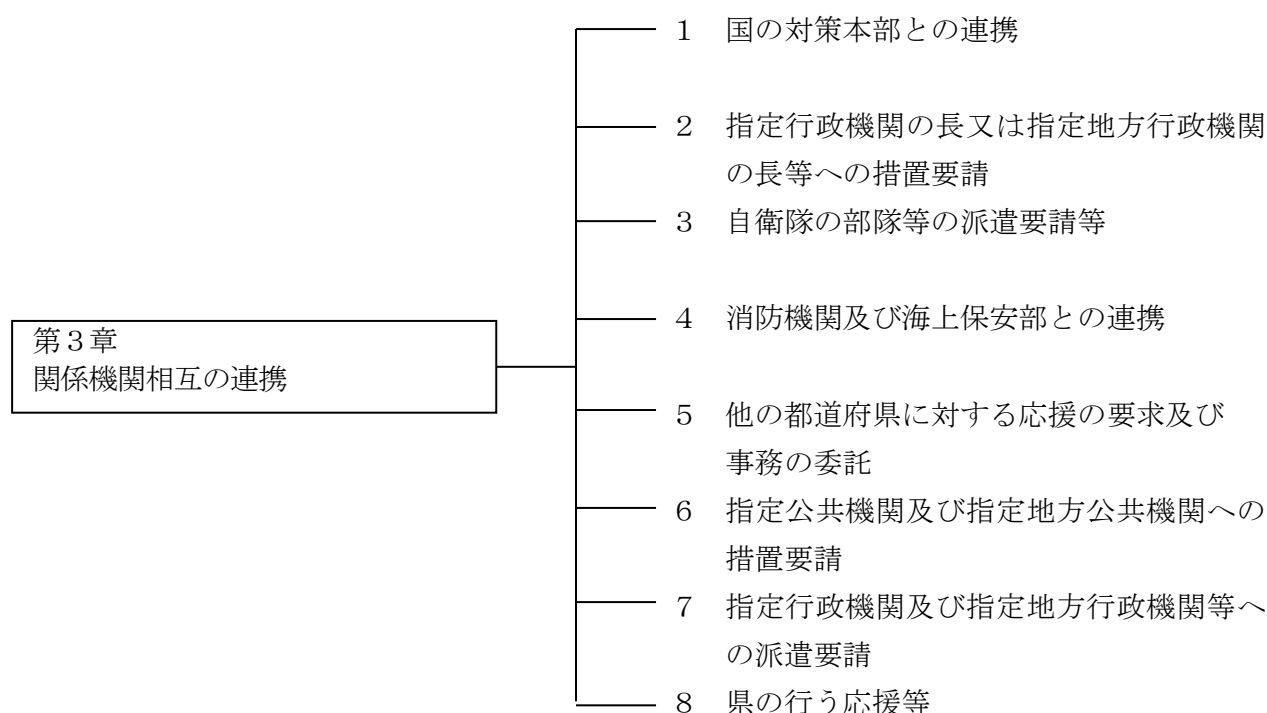 第３章
関係機関相互の連携
１　国の対策本部との連携
２　指定行政機関の長又は指定地方行政機関
の長等への措置要請
３　自衛隊の部隊等の派遣要請等
４　消防機関及び海上保安部との連携
５　他の都道府県に対する応援の要求及び
事務の委託
６　指定公共機関及び指定地方公共機関への
措置要請
７　指定行政機関及び指定地方行政機関等へ
の派遣要請
８　県の行う応援等